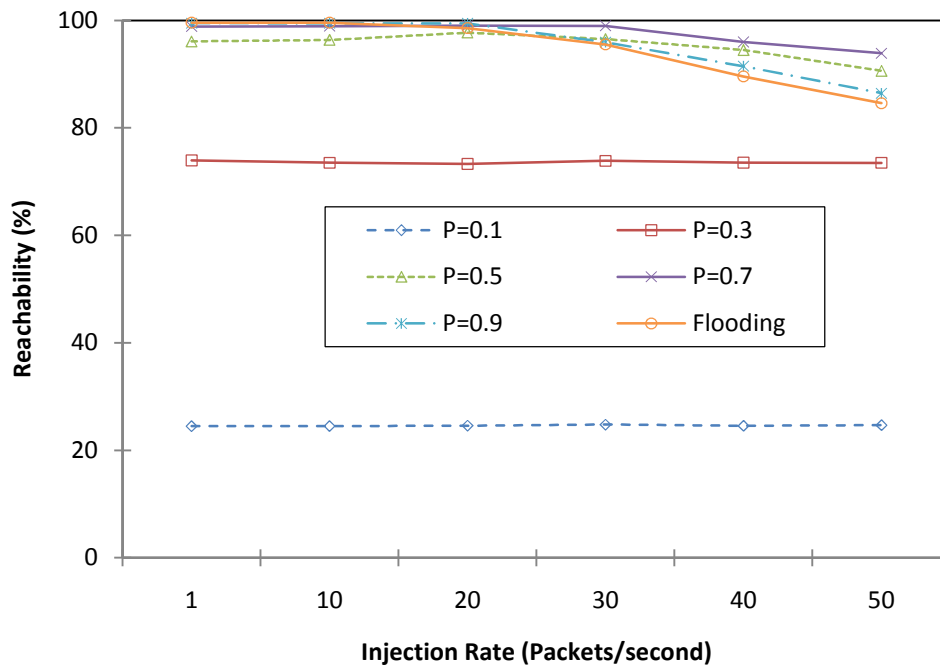 Reachability (%)
100
80
60
40
20
0
P=0.1 P=0.3
P=0.5 P=0.7
P=0.9 Flooding
1 10 20 30 40 50
Injection Rate (Packets/second)